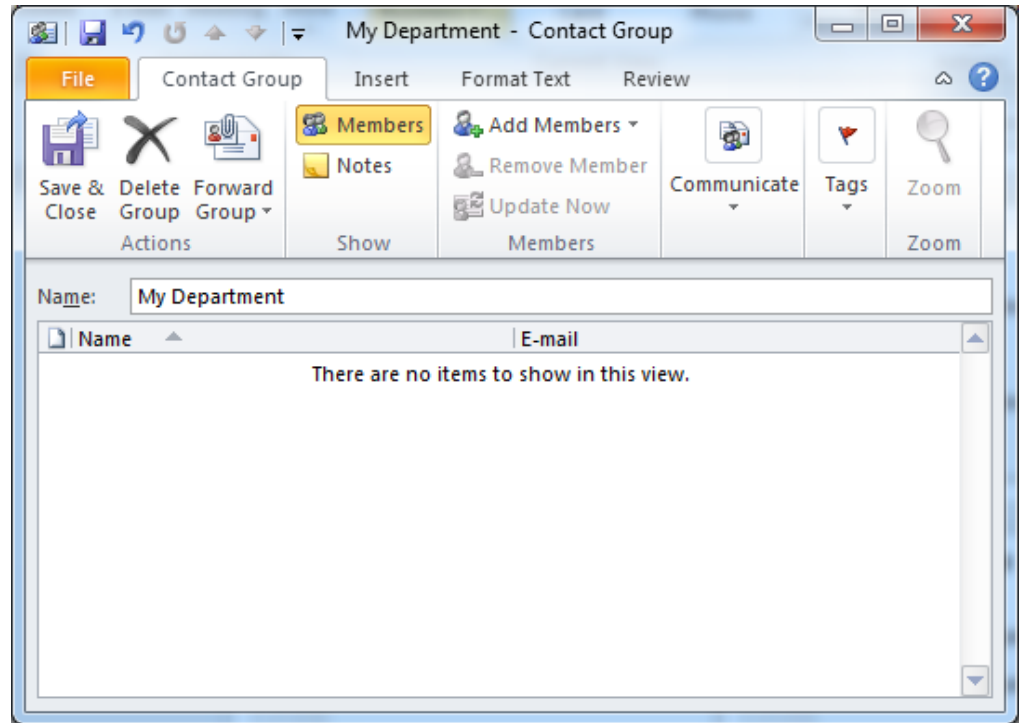 My Department - Contact Group
File Contact Group Insert Format Text Review
Members Add Members
Notes Remove Member
Save & Close Delete Group Forward Group Update Now Communicate Tags Zoom
Actions Show Members Zoom
Name: My Department
Name E-mail
There are no items to show in this view.